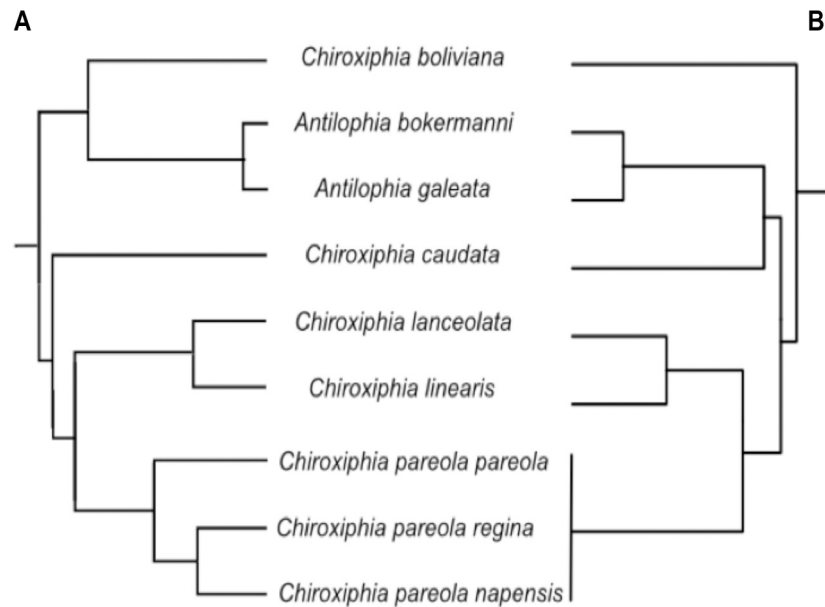 A
B
Chiroxiphia boliviana
Antilophia bokermanni
Antilophia galeata
Chiroxiphia caudata
Chiroxiphia lanceolata
Chiroxiphia linearis
Chiroxiphia pareola pareola
Chiroxiphia pareola regina
Chiroxiphia pareola napensis